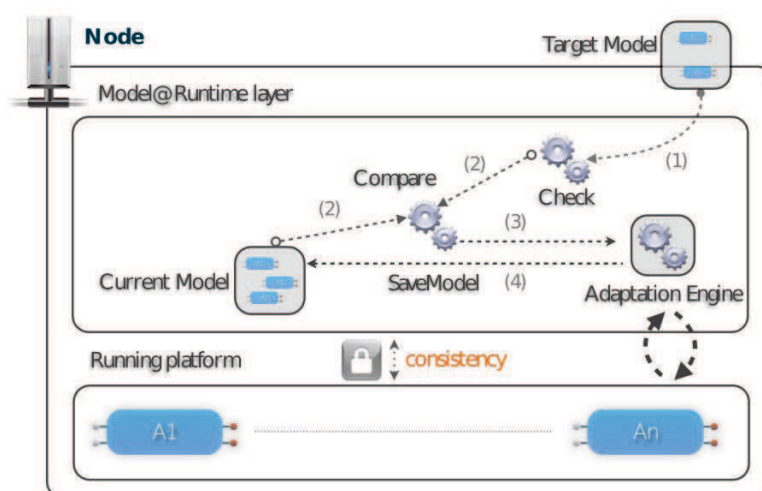 Node
Target Model
Model@Runtime layer
(1)
(2)
Check
Compare
(2)
(3)
Current Model
SaveModel
(4)
Adaptation Engine
Running platform
consistency
A1
An